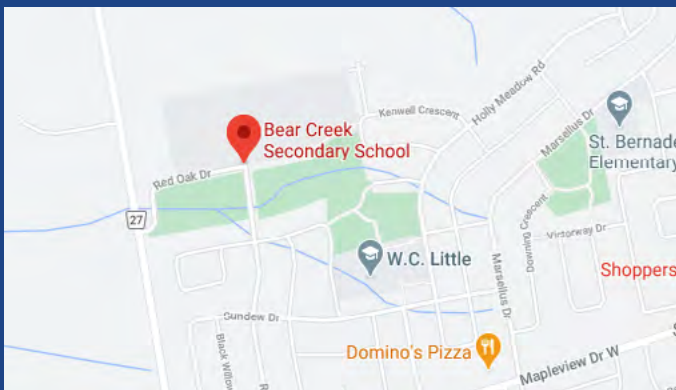 Kenwell Crescent
Holly Meadow Rd
Marsellus Dr
Bear Creek
Secondary School
St. Bernade
Elementary
Red Oak Dr
27
Downing Crescent
Victorway Dr
W.C. Little
Marsellus Dr
Shoppers
Sundew Dr
Black Willow
R
Domino's Pizza
Mapleview Dr W
S